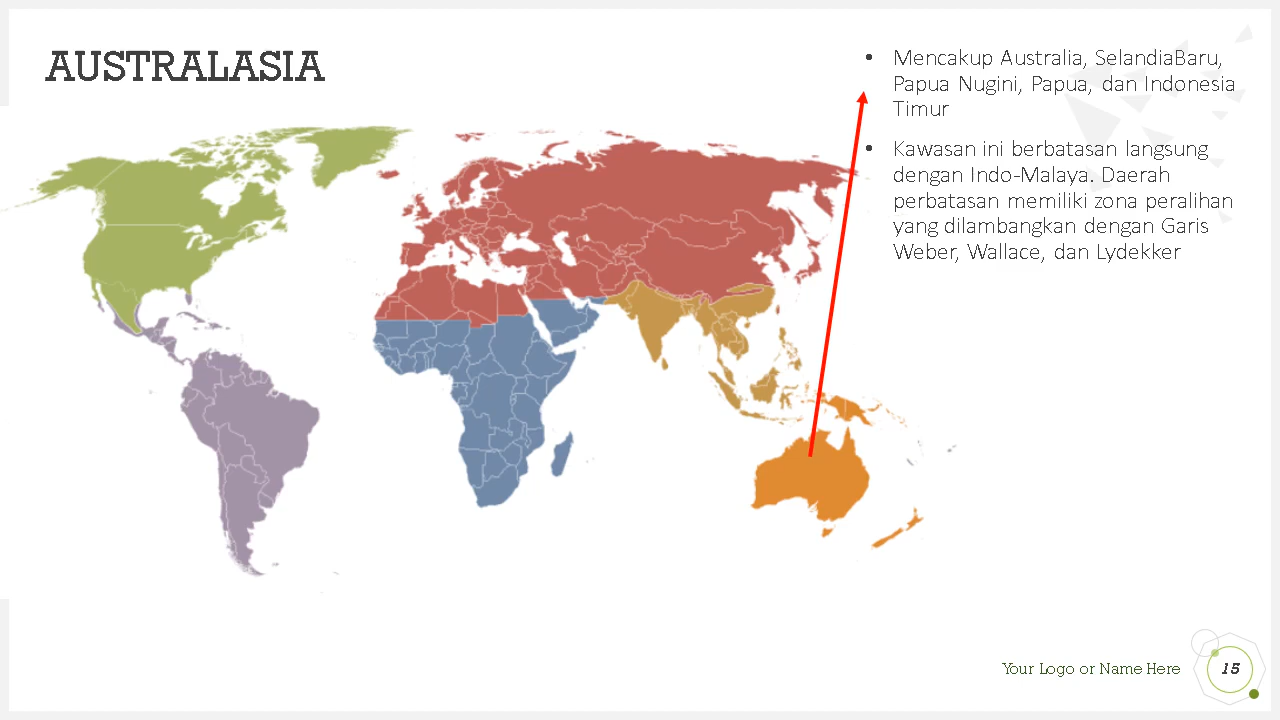 AUSTRALASIA
• Mencakup Australia, SelandiaBaru,
Papua Nugini, Papua, dan Indonesia
Timur
• Kawasan ini berbatasan langsung
dengan Indo-Malaya. Daerah
perbatasan memiliki zona peralihan
yang dilambangkan dengan Garis
Weber, Wallace, dan Lydekker
Your Logo or Name Here
15